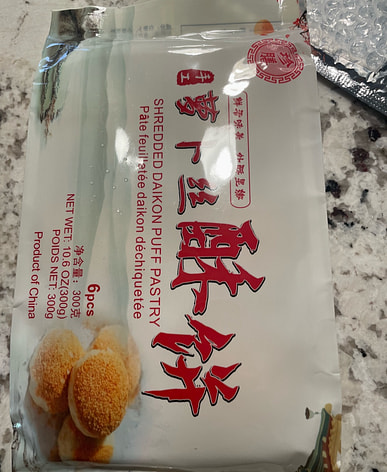 手工
萝卜丝酥饼
SHREDDED DAIKON PUFF PASTRY
Pâte feuilletée daikon déchiquetée
6pcs
净含量：300克
NET WT: 10.6 OZ(300g)
POIDS NET: 300g
Product of China